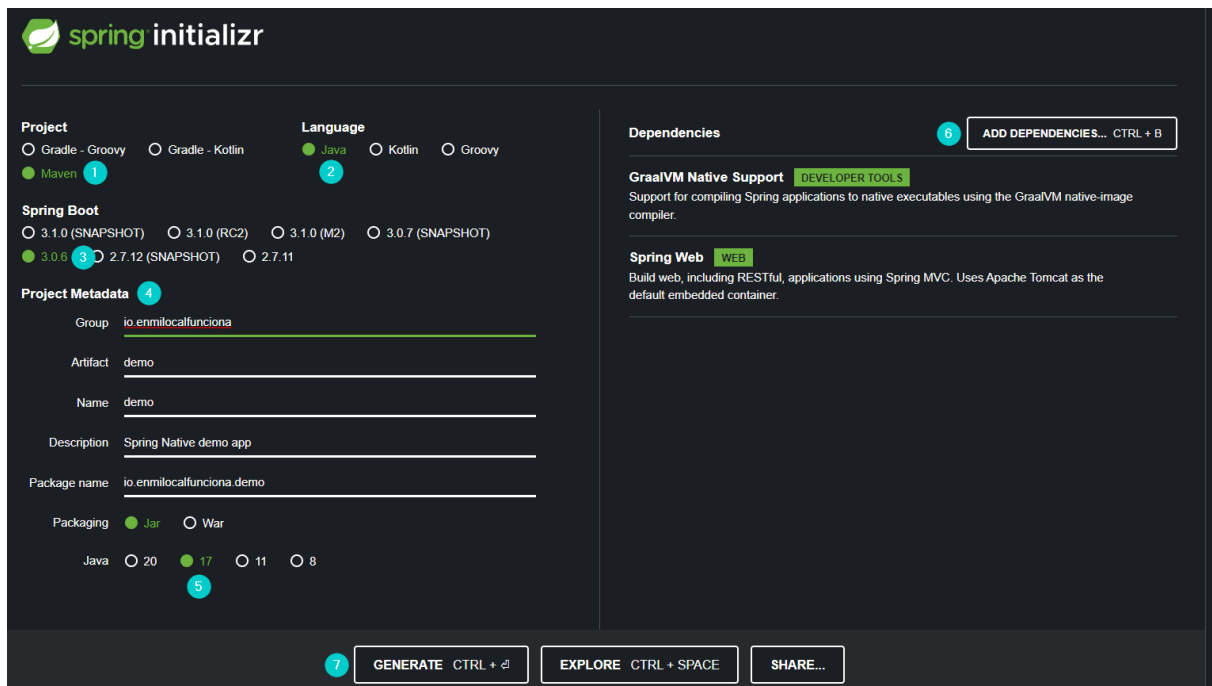 spring initializr
Project
Gradle - Groovy Gradle - Kotlin
Maven 1
Language
Java Kotlin Groovy
2
Spring Boot
3.1.0 (SNAPSHOT) 3.1.0 (RC2) 3.1.0 (M2) 3.0.7 (SNAPSHOT)
3.0.6 3 2.7.12 (SNAPSHOT) 2.7.11
Project Metadata 4
Group io.enmilocalfunciona
Artifact demo
Name demo
Description Spring Native demo app
Package name io.enmilocalfunciona.demo
Packaging Jar War
Java 20 17 11 8
5
Dependencies 6 ADD DEPENDENCIES... CTRL + B
GraalVM Native Support DEVELOPER TOOLS
Support for compiling Spring applications to native executables using the GraalVM native-image
compiler.
Spring Web WEB
Build web, including RESTful, applications using Spring MVC. Uses Apache Tomcat as the
default embedded container.
7 GENERATE CTRL + ⏎ EXPLORE CTRL + SPACE SHARE...